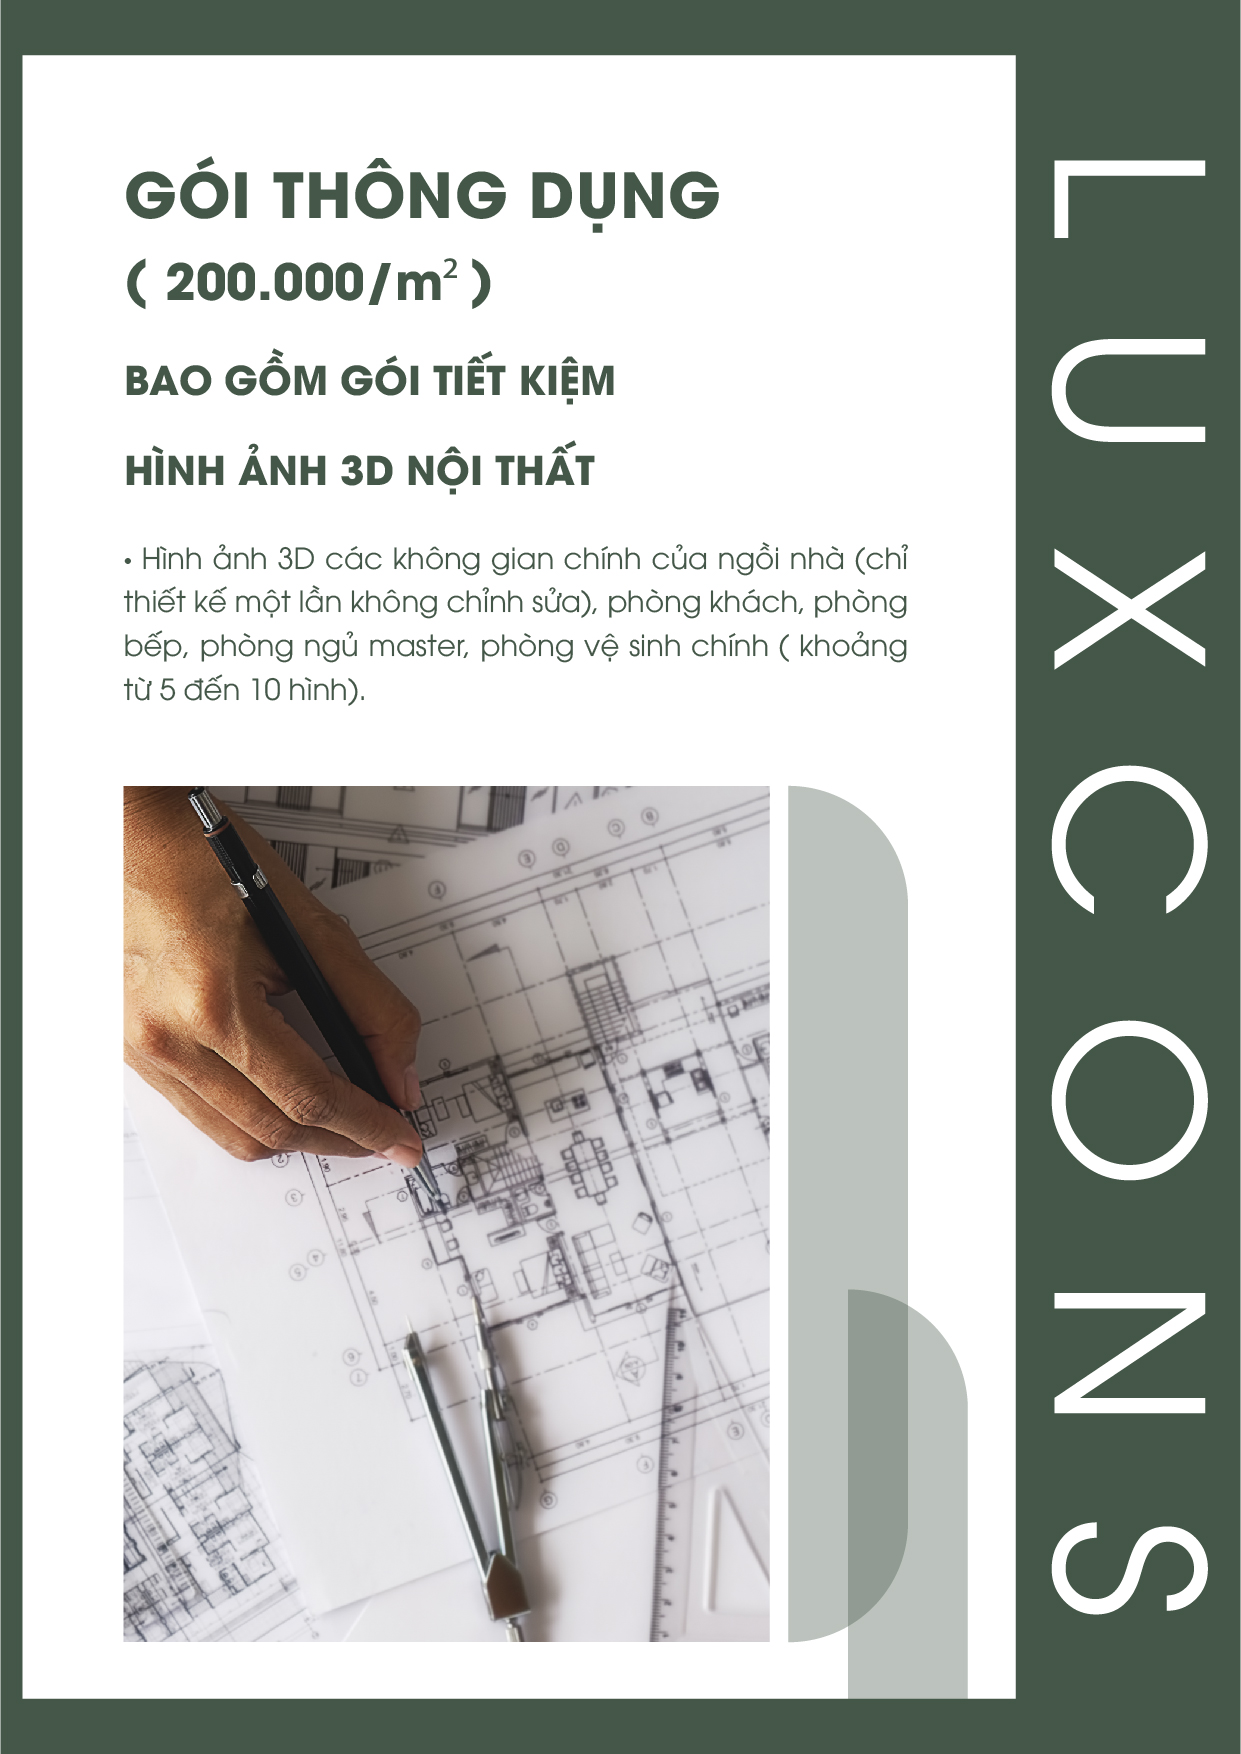 GÓI THÔNG DỤNG
( 200.000/m² )
BAO GỒM GÓI TIẾT KIỆM
HÌNH ẢNH 3D NỘI THẤT
• Hình ảnh 3D các không gian chính của ngồi nhà (chỉ
thiết kế một lần không chỉnh sửa), phòng khách, phòng
bếp, phòng ngủ master, phòng vệ sinh chính ( khoảng
từ 5 đến 10 hình).
LUXCONS